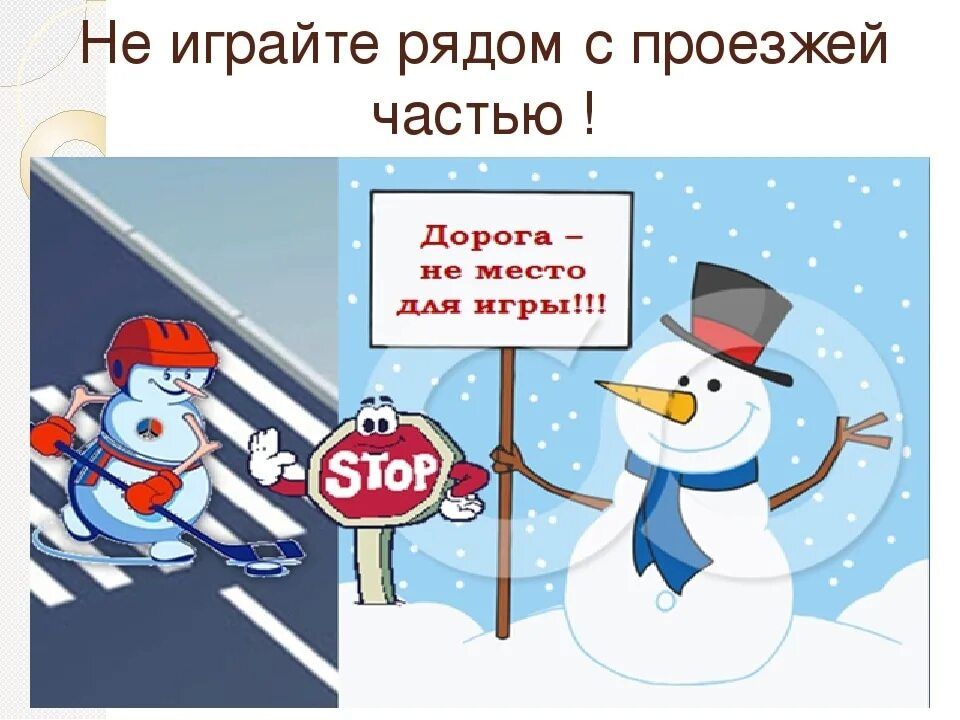 Не играйте рядом с проезжей
частью !
Дорога –
не место
для игры!!!
STOP